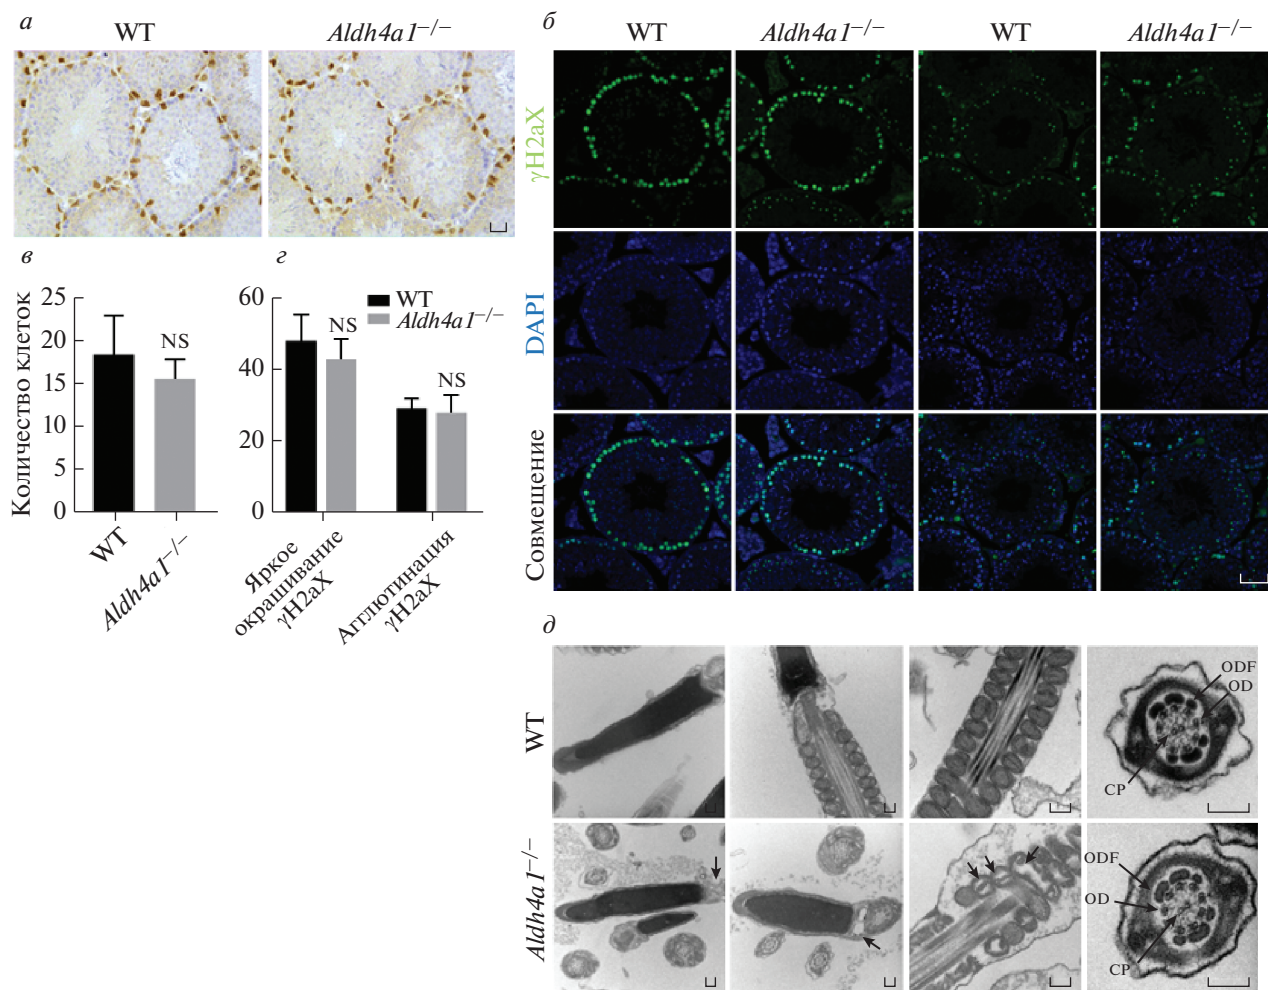 а
WT
Aldh4a1–/–
б
WT
Aldh4a1–/–
WT
Aldh4a1–/–
γH2aX
DAPI
Совмещение
в
Количество клеток
25
20
15
10
5
0
NS
WT
Aldh4a1–/–
г
60
40
20
0
WT
Aldh4a1–/–
NS
NS
Яркое
окрашивание
γH2aX
Агглютинация
γH2aX
д
WT
ODF
OD
CP
Aldh4a1–/–
ODF
OD
CP